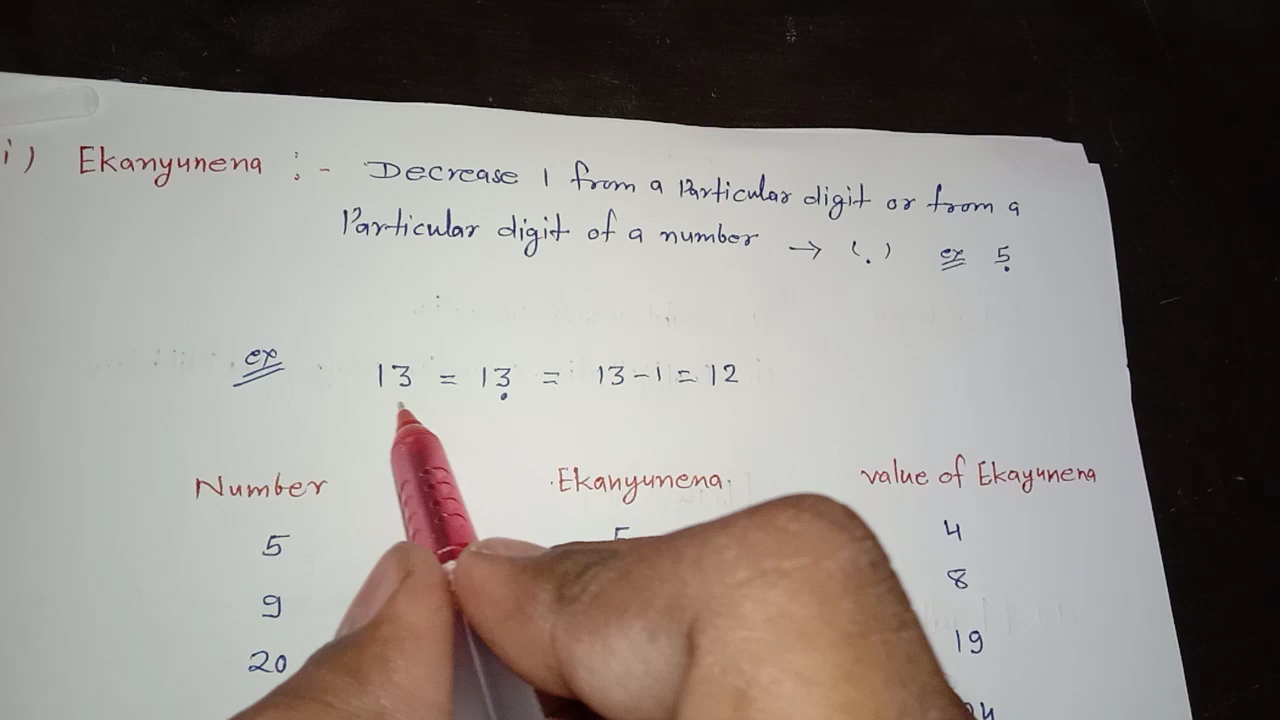 i) Ekanyunena :- Decrease 1 from a Particular digit or from a
Particular digit of a number → (.) ex 5̣
ex 13 = 13̣ = 13-1 = 12
Number Ekanyunena value of Ekayunena
5 4
9 8
20 19